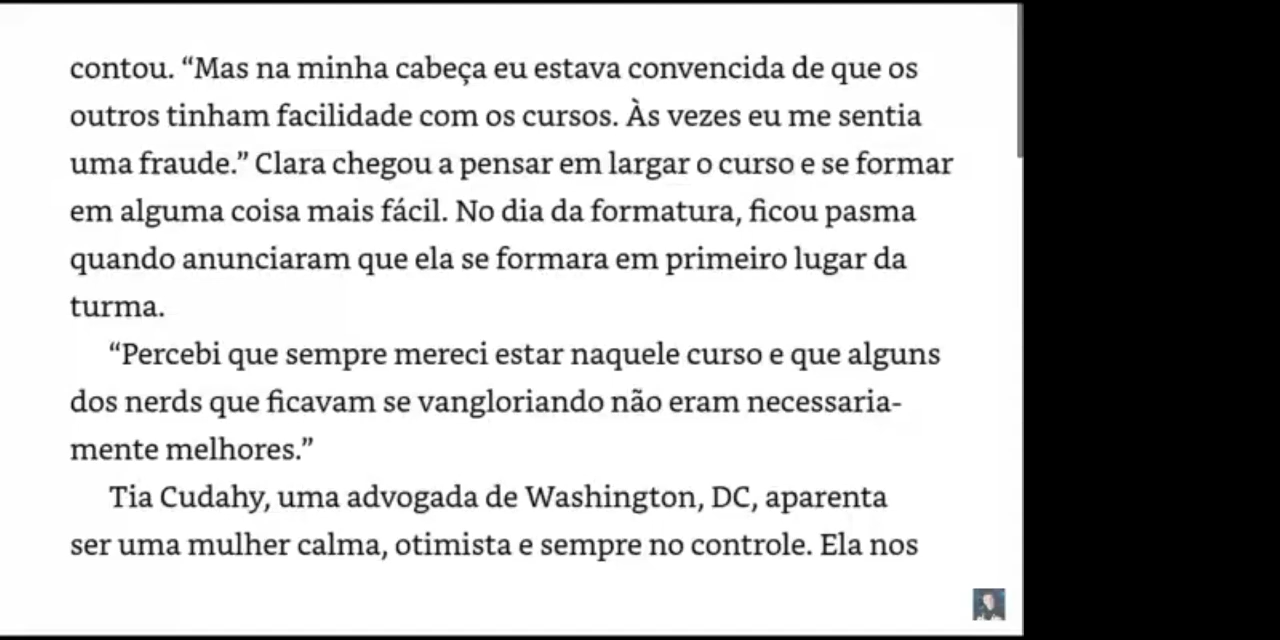 contou. “Mas na minha cabeça eu estava convencida de que os
outros tinham facilidade com os cursos. Às vezes eu me sentia
uma fraude.” Clara chegou a pensar em largar o curso e se formar
em alguma coisa mais fácil. No dia da formatura, ficou pasma
quando anunciaram que ela se formara em primeiro lugar da
turma.
“Percebi que sempre mereci estar naquele curso e que alguns
dos nerds que ficavam se vangloriando não eram necessaria-
mente melhores.”
Tia Cudahy, uma advogada de Washington, DC, aparenta
ser uma mulher calma, otimista e sempre no controle. Ela nos